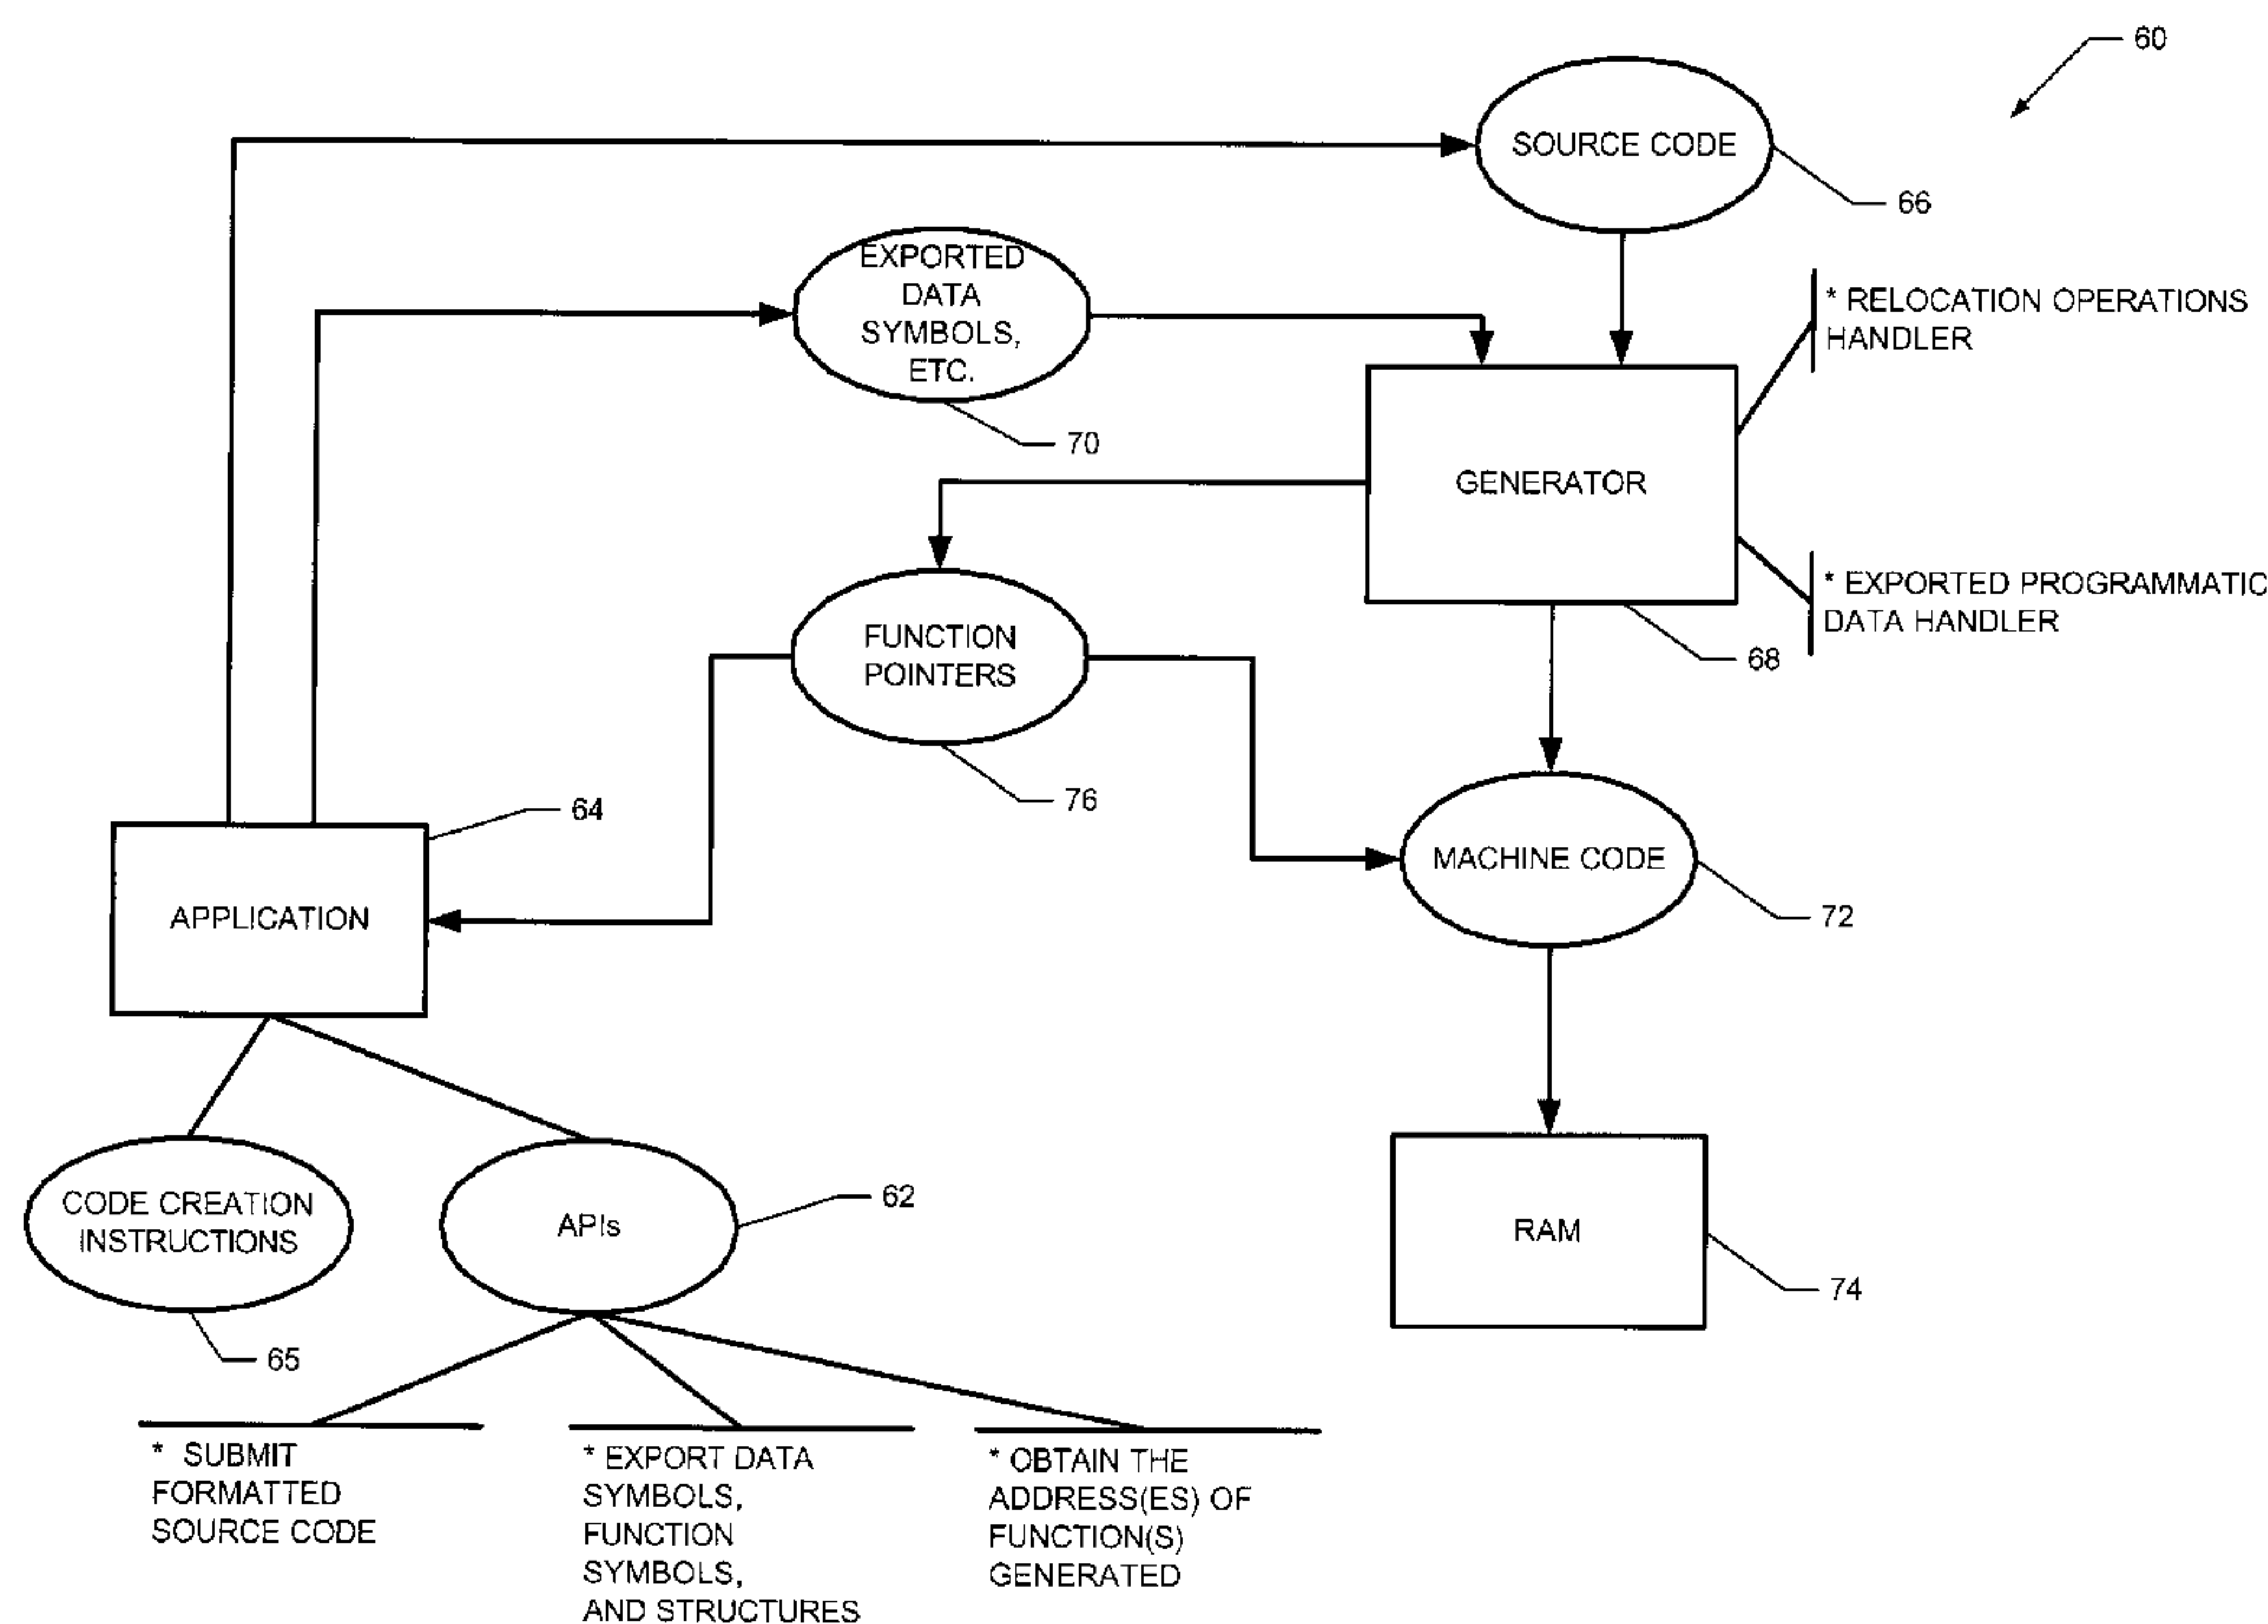 60
SOURCE CODE
66
EXPORTED
DATA
SYMBOLS,
ETC.
70
* RELOCATION OPERATIONS
HANDLER
GENERATOR
* EXPORTED PROGRAMMATIC
DATA HANDLER
68
FUNCTION
POINTERS
76
64
APPLICATION
MACHINE CODE
72
CODE CREATION
INSTRUCTIONS
65
APIs
62
RAM
74
* SUBMIT
FORMATTED
SOURCE CODE
* EXPORT DATA
SYMBOLS,
FUNCTION
SYMBOLS,
AND STRUCTURES
* OBTAIN THE
ADDRESS(ES) OF
FUNCTION(S)
GENERATED